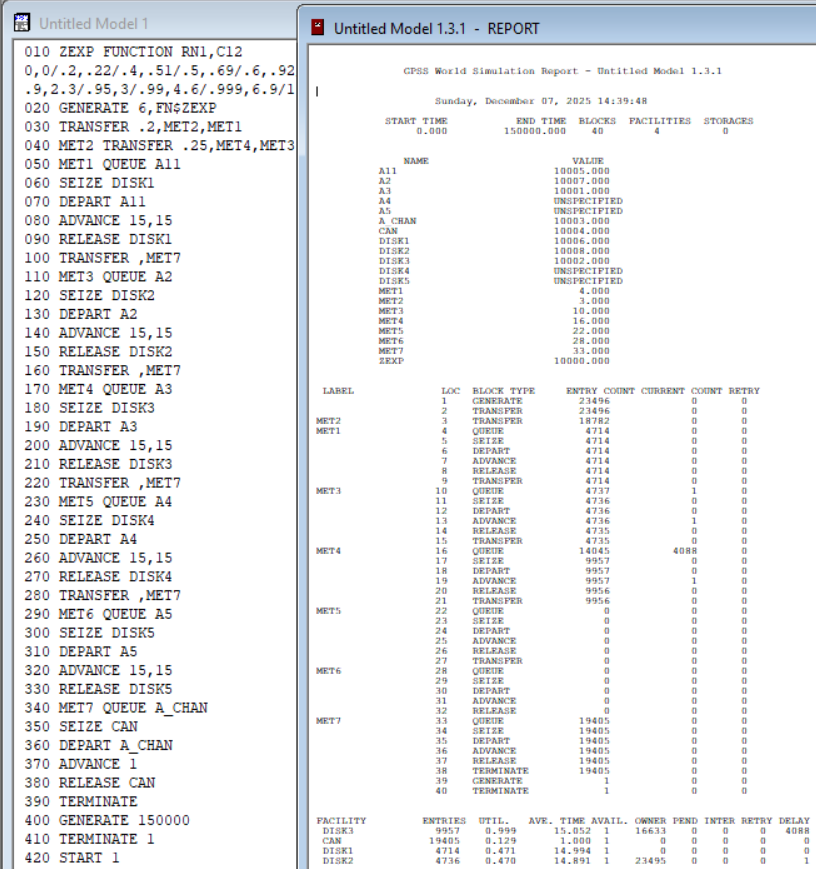 Untitled Model 1
010 ZEXP FUNCTION RN1,C12
0,0/.2,.22/.4,.51/.5,.69/.6,.92
.9,2.3/.95,3/.99,4.6/.999,6.9/1
020 GENERATE 6,FN$ZEXP
030 TRANSFER .2,MET2,MET1
040 MET2 TRANSFER .25,MET4,MET3
050 MET1 QUEUE A11
060 SEIZE DISK1
070 DEPART A11
080 ADVANCE 15,15
090 RELEASE DISK1
100 TRANSFER ,MET7
110 MET3 QUEUE A2
120 SEIZE DISK2
130 DEPART A2
140 ADVANCE 15,15
150 RELEASE DISK2
160 TRANSFER ,MET7
170 MET4 QUEUE A3
180 SEIZE DISK3
190 DEPART A3
200 ADVANCE 15,15
210 RELEASE DISK3
220 TRANSFER ,MET7
230 MET5 QUEUE A4
240 SEIZE DISK4
250 DEPART A4
260 ADVANCE 15,15
270 RELEASE DISK4
280 TRANSFER ,MET7
290 MET6 QUEUE A5
300 SEIZE DISK5
310 DEPART A5
320 ADVANCE 15,15
330 RELEASE DISK5
340 MET7 QUEUE A_CHAN
350 SEIZE CAN
360 DEPART A_CHAN
370 ADVANCE 1
380 RELEASE CAN
390 TERMINATE
400 GENERATE 150000
410 TERMINATE 1
420 START 1
Untitled Model 1.3.1 - REPORT
GPSS World Simulation Report - Untitled Model 1.3.1
Sunday, December 07, 2025 14:39:48
START TIME END TIME BLOCKS FACILITIES STORAGES
0.000 150000.000 40 4 0
NAME VALUE
A11 10005.000
A2 10007.000
A3 10001.000
A4 UNSPECIFIED
A5 UNSPECIFIED
A_CHAN 10003.000
CAN 10004.000
DISK1 10006.000
DISK2 10008.000
DISK3 10002.000
DISK4 UNSPECIFIED
DISK5 UNSPECIFIED
MET1 4.000
MET2 3.000
MET3 10.000
MET4 16.000
MET5 22.000
MET6 28.000
MET7 33.000
ZEXP 10000.000
LABEL LOC BLOCK TYPE ENTRY COUNT CURRENT COUNT RETRY
1 GENERATE 23496 0 0
2 TRANSFER 23496 0 0
MET2 3 TRANSFER 18782 0 0
MET1 4 QUEUE 4714 0 0
5 SEIZE 4714 0 0
6 DEPART 4714 0 0
7 ADVANCE 4714 0 0
8 RELEASE 4714 0 0
9 TRANSFER 4714 0 0
MET3 10 QUEUE 4737 1 0
11 SEIZE 4736 0 0
12 DEPART 4736 0 0
13 ADVANCE 4736 1 0
14 RELEASE 4735 0 0
15 TRANSFER 4735 0 0
MET4 16 QUEUE 14045 4088 0
17 SEIZE 9957 0 0
18 DEPART 9957 0 0
19 ADVANCE 9957 1 0
20 RELEASE 9956 0 0
21 TRANSFER 9956 0 0
MET5 22 QUEUE 0 0 0
23 SEIZE 0 0 0
24 DEPART 0 0 0
25 ADVANCE 0 0 0
26 RELEASE 0 0 0
27 TRANSFER 0 0 0
MET6 28 QUEUE 0 0 0
29 SEIZE 0 0 0
30 DEPART 0 0 0
31 ADVANCE 0 0 0
32 RELEASE 0 0 0
MET7 33 QUEUE 19405 0 0
34 SEIZE 19405 0 0
35 DEPART 19405 0 0
36 ADVANCE 19405 0 0
37 RELEASE 19405 0 0
38 TERMINATE 19405 0 0
39 GENERATE 1 0 0
40 TERMINATE 1 0 0
FACILITY ENTRIES UTIL. AVE. TIME AVAIL. OWNER PEND INTER RETRY DELAY
DISK3 9957 0.999 15.052 1 16633 0 0 0 4088
CAN 19405 0.129 1.000 1 0 0 0 0 0
DISK1 4714 0.471 14.994 1 0 0 0 0 0
DISK2 4736 0.470 14.891 1 23495 0 0 0 1